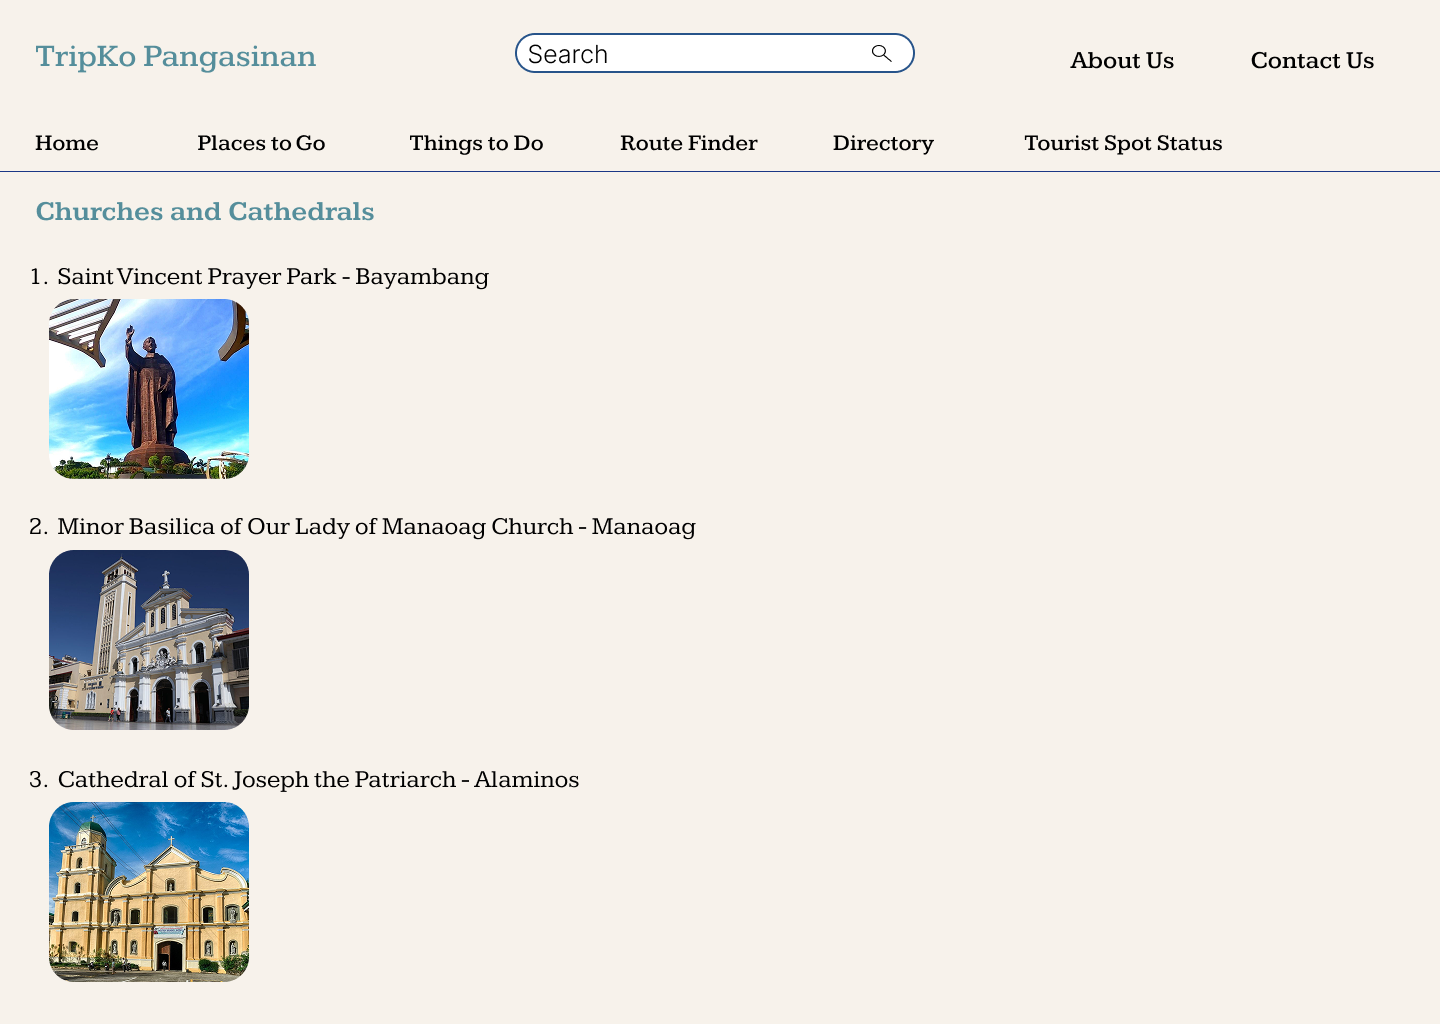 TripKo Pangasinan
Search
About Us
Contact Us
Home
Places to Go
Things to Do
Route Finder
Directory
Tourist Spot Status
Churches and Cathedrals
1. Saint Vincent Prayer Park - Bayambang
2. Minor Basilica of Our Lady of Manaoag Church - Manaoag
3. Cathedral of St. Joseph the Patriarch - Alaminos